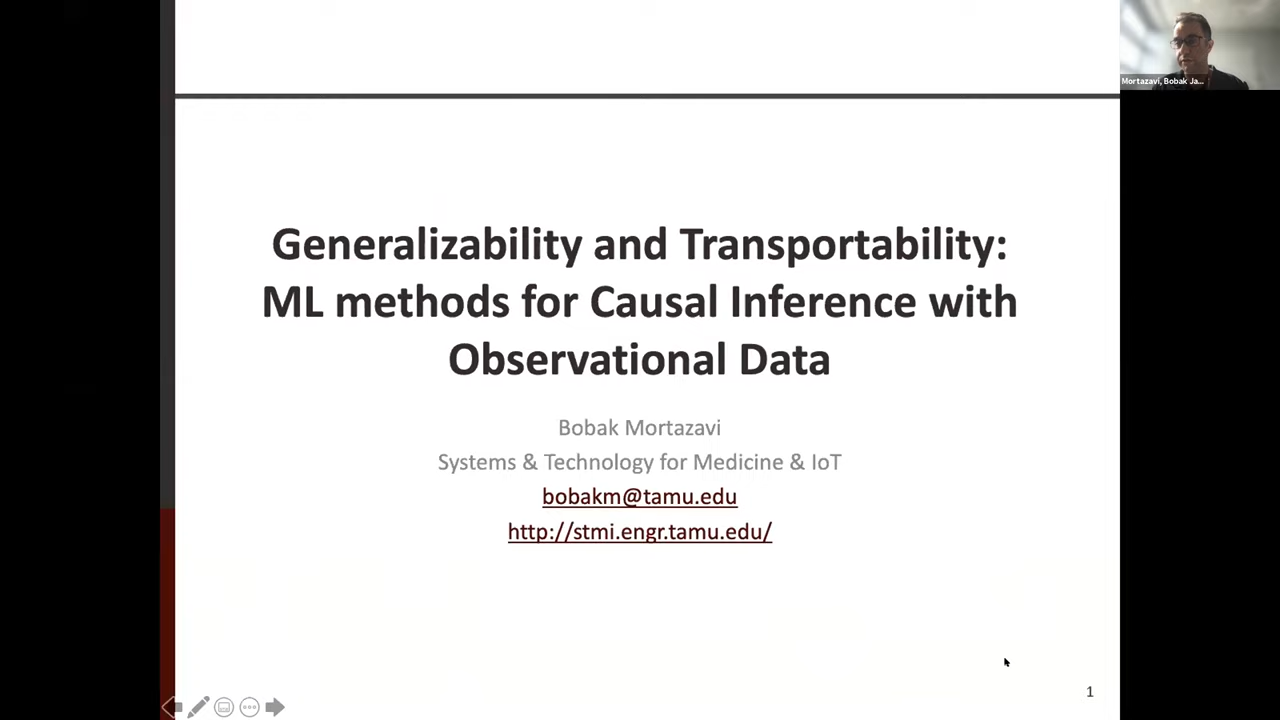 Mortazavi, Bobak Ja...
Generalizability and Transportability:
ML methods for Causal Inference with
Observational Data
Bobak Mortazavi
Systems & Technology for Medicine & IoT
bobakm@tamu.edu
http://stmi.engr.tamu.edu/
1